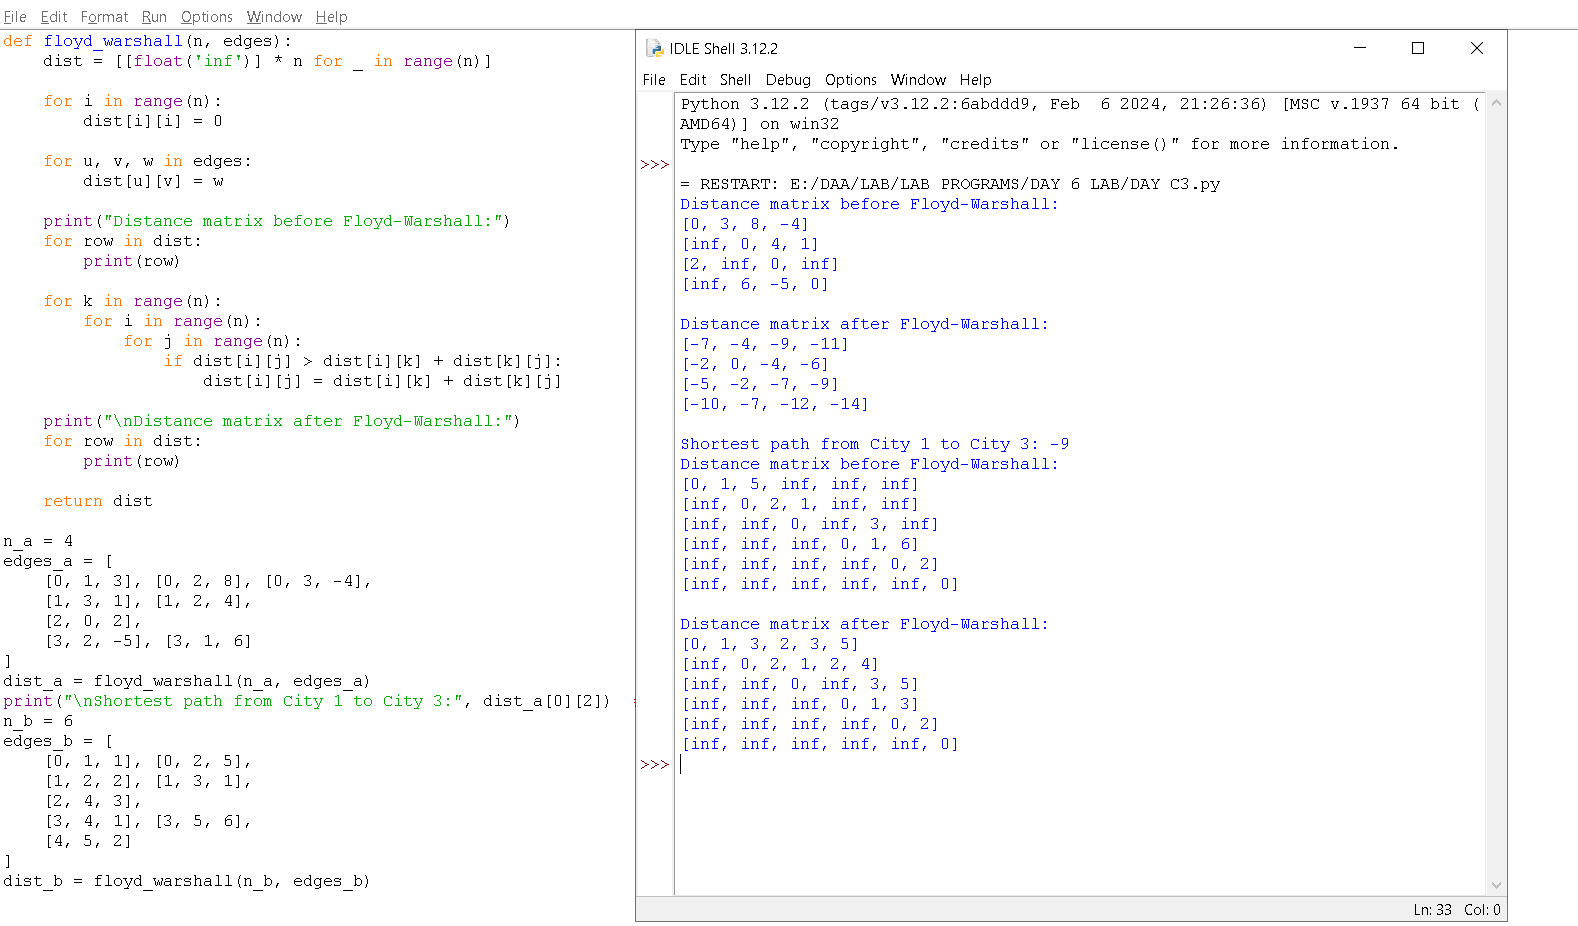 File Edit Format Run Options Window Help
def floyd_warshall(n, edges):
    dist = [[float('inf')] * n for _ in range(n)]

    for i in range(n):
        dist[i][i] = 0

    for u, v, w in edges:
        dist[u][v] = w

    print("Distance matrix before Floyd-Warshall:")
    for row in dist:
        print(row)

    for k in range(n):
        for i in range(n):
            for j in range(n):
                if dist[i][j] > dist[i][k] + dist[k][j]:
                    dist[i][j] = dist[i][k] + dist[k][j]

    print("\nDistance matrix after Floyd-Warshall:")
    for row in dist:
        print(row)

    return dist

n_a = 4
edges_a = [
    [0, 1, 3], [0, 2, 8], [0, 3, -4],
    [1, 3, 1], [1, 2, 4],
    [2, 0, 2],
    [3, 2, -5], [3, 1, 6]
]
dist_a = floyd_warshall(n_a, edges_a)
print("\nShortest path from City 1 to City 3:", dist_a[0][2])
n_b = 6
edges_b = [
    [0, 1, 1], [0, 2, 5],
    [1, 2, 2], [1, 3, 1],
    [2, 4, 3],
    [3, 4, 1], [3, 5, 6],
    [4, 5, 2]
]
dist_b = floyd_warshall(n_b, edges_b)
IDLE Shell 3.12.2
File Edit Shell Debug Options Window Help
Python 3.12.2 (tags/v3.12.2:6abddd9, Feb  6 2024, 21:26:36) [MSC v.1937 64 bit (
AMD64)] on win32
Type "help", "copyright", "credits" or "license()" for more information.
>>>
= RESTART: E:/DAA/LAB/LAB PROGRAMS/DAY 6 LAB/DAY C3.py
Distance matrix before Floyd-Warshall:
[0, 3, 8, -4]
[inf, 0, 4, 1]
[2, inf, 0, inf]
[inf, 6, -5, 0]

Distance matrix after Floyd-Warshall:
[-7, -4, -9, -11]
[-2, 0, -4, -6]
[-5, -2, -7, -9]
[-10, -7, -12, -14]

Shortest path from City 1 to City 3: -9
Distance matrix before Floyd-Warshall:
[0, 1, 5, inf, inf, inf]
[inf, 0, 2, 1, inf, inf]
[inf, inf, 0, inf, 3, inf]
[inf, inf, inf, 0, 1, 6]
[inf, inf, inf, inf, 0, 2]
[inf, inf, inf, inf, inf, 0]

Distance matrix after Floyd-Warshall:
[0, 1, 3, 2, 3, 5]
[inf, 0, 2, 1, 2, 4]
[inf, inf, 0, inf, 3, 5]
[inf, inf, inf, 0, 1, 3]
[inf, inf, inf, inf, 0, 2]
[inf, inf, inf, inf, inf, 0]
>>>
Ln: 33 Col: 0